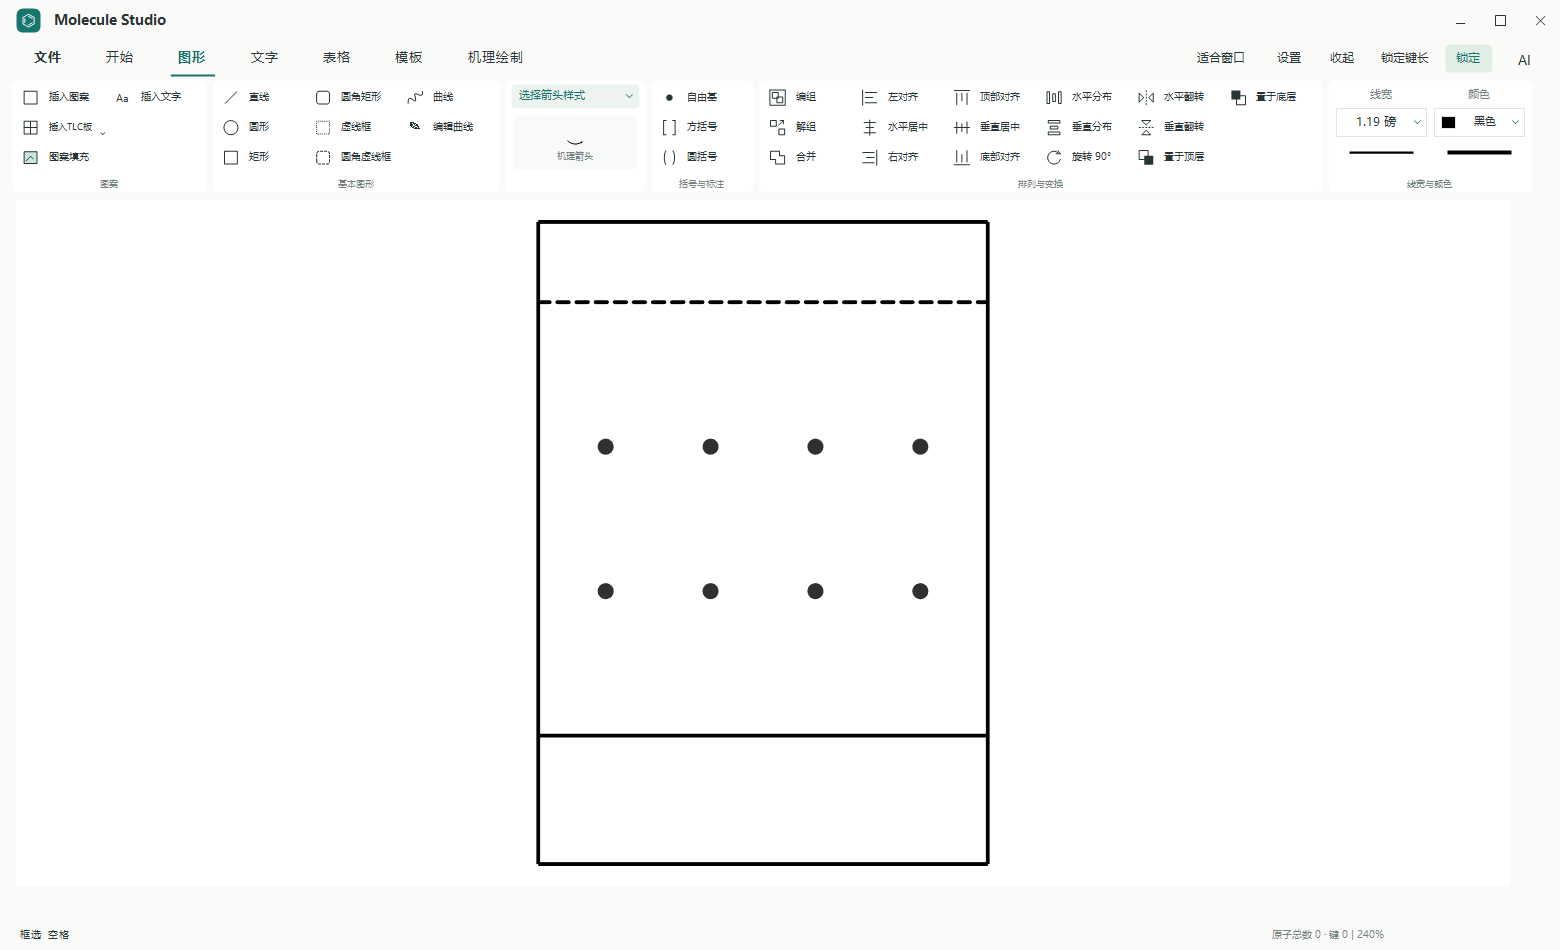 Molecule Studio
文件 开始 图形 文字 表格 模板 机理绘制 适合窗口 设置 收起 锁定键长 锁定 AI
插入图案 Aa 插入文字
插入TLC板
图案填充
图案
直线 圆角矩形 曲线
圆形 虚线框 编辑曲线
矩形 圆角虚线框
基本图形
选择箭头样式
机理箭头
自由基
方括号
圆括号
括号与标注
编组 左对齐 顶部对齐 水平分布 水平翻转 置于底层
解组 水平居中 垂直居中 垂直分布 垂直翻转
合并 右对齐 底部对齐 旋转 90° 置于顶层
排列与变换
线宽 颜色
1.19 磅 黑色
线宽与颜色
框选 空格
原子总数 0 · 键 0 | 240%